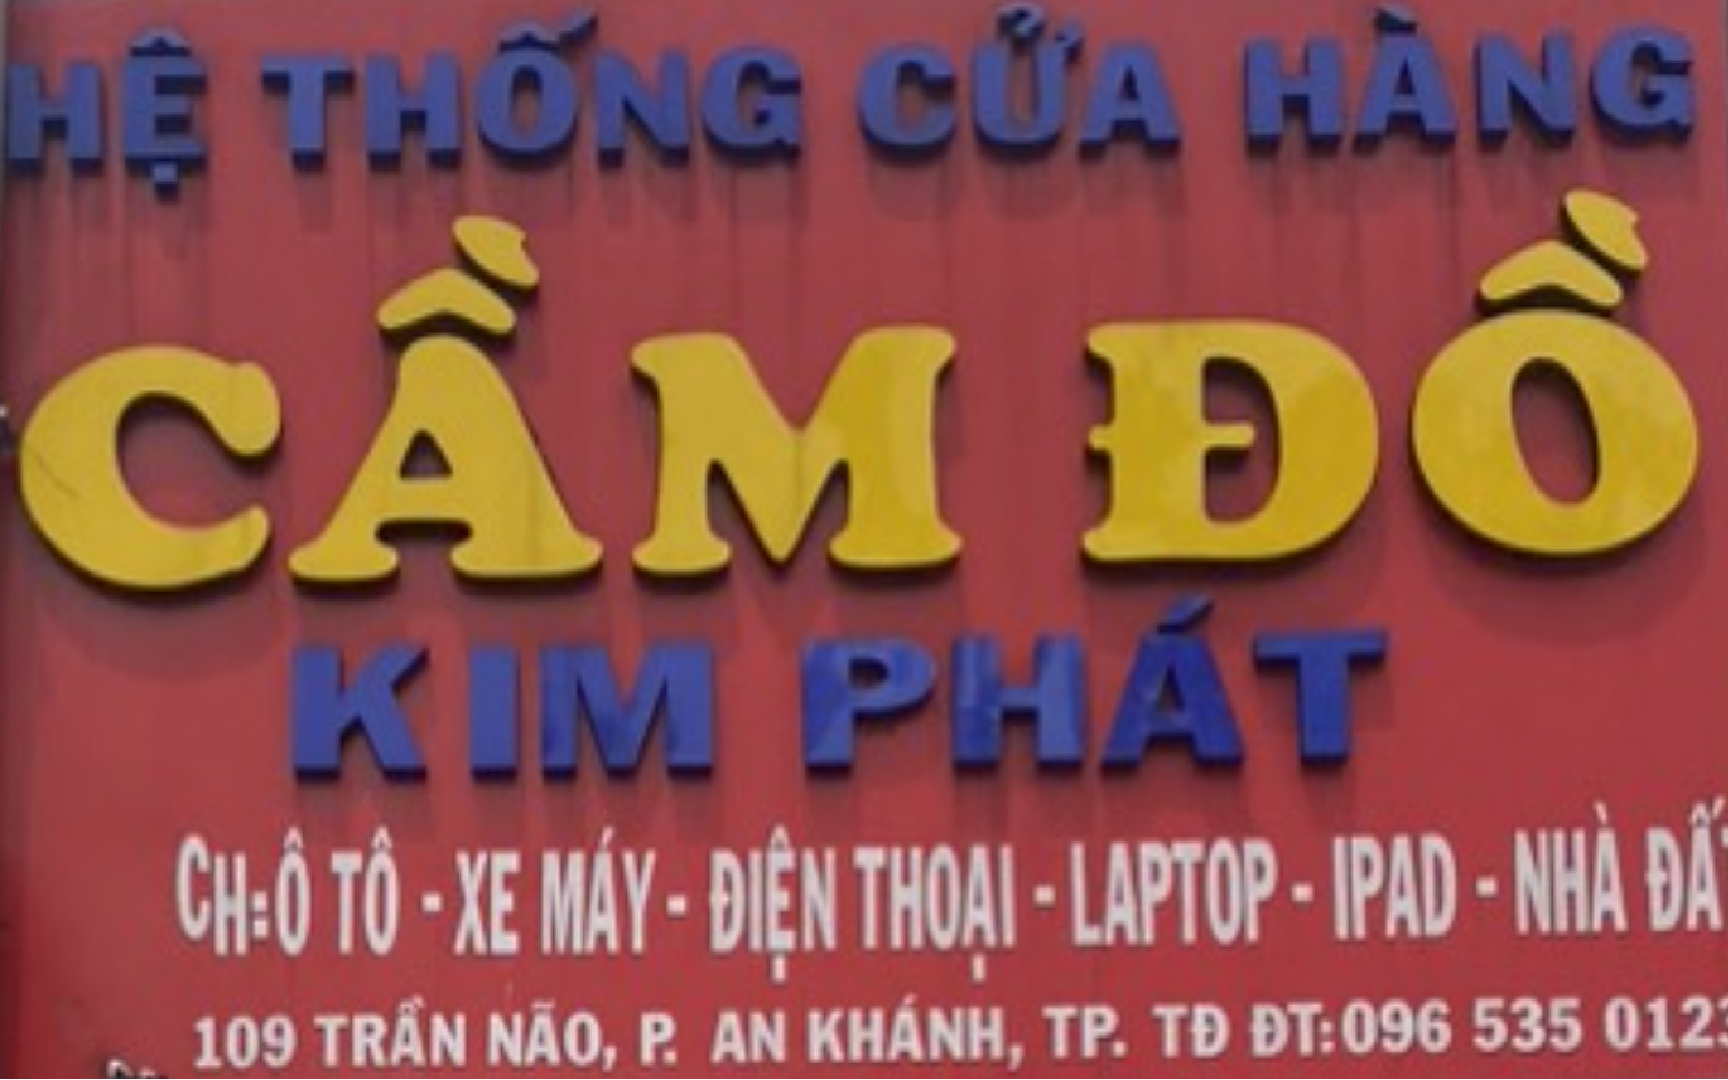 HỆ THỐNG CỬA HÀNG
CẦM ĐỒ
KIM PHÁT
CH:Ô TÔ - XE MÁY - ĐIỆN THOẠI - LAPTOP - IPAD - NHÀ ĐẤT
109 TRẦN NÃO, P. AN KHÁNH, TP. TĐ ĐT:096 535 0123